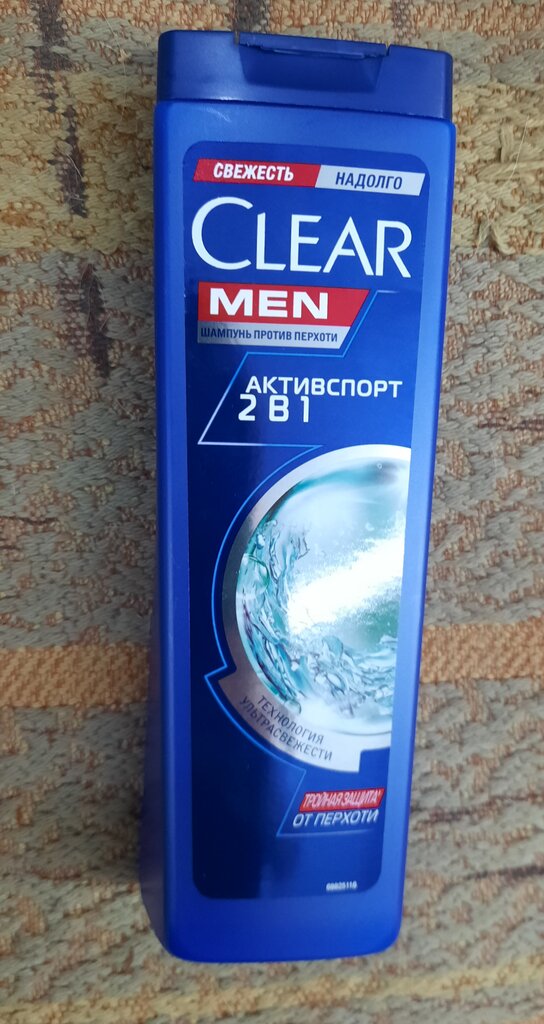 СВЕЖЕСТЬ НАДОЛГО
CLEAR
MEN
ШАМПУНЬ ПРОТИВ ПЕРХОТИ
АКТИВСПОРТ
2 В 1
ТЕХНОЛОГИЯ
УЛЬТРАСВЕЖЕСТИ
ТРОЙНАЯ ЗАЩИТА
ОТ ПЕРХОТИ